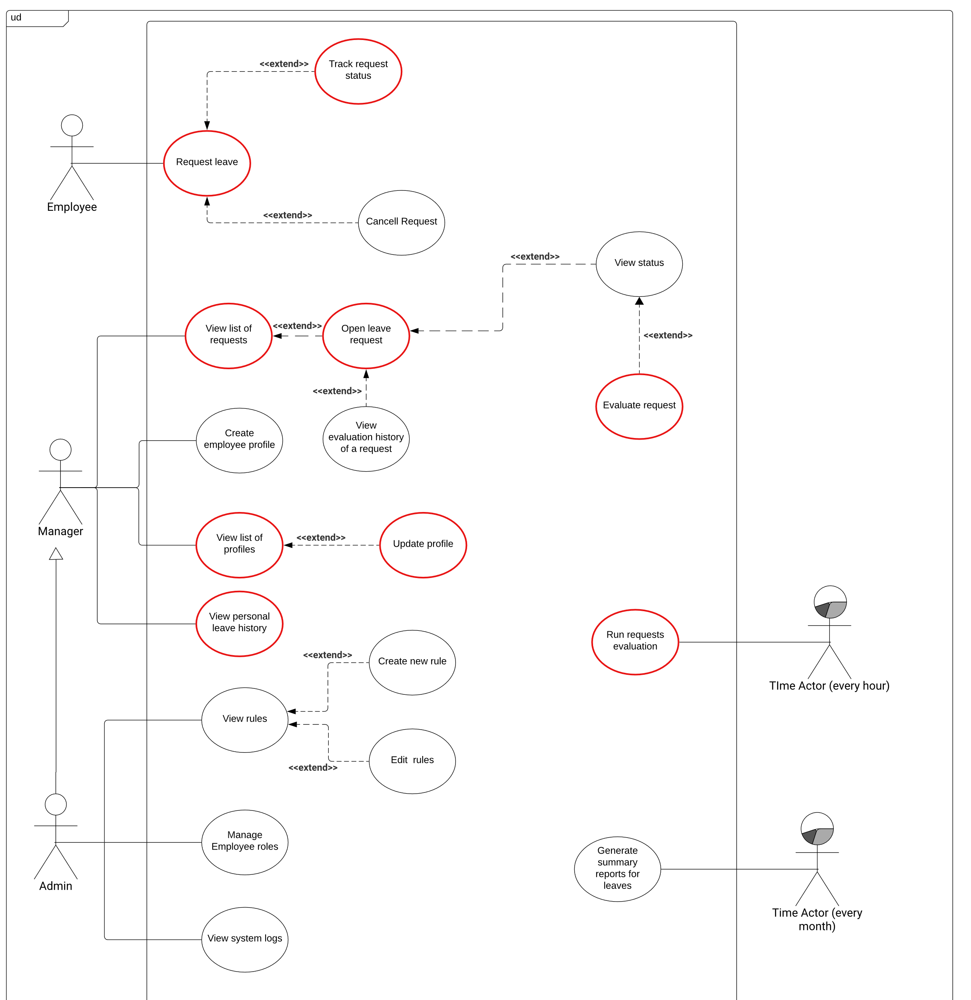 ud
<<extend>>
Track request
status
Request leave
Employee
<<extend>>
Cancell Request
<<extend>>
View status
View list of
requests
<<extend>>
Open leave
request
<<extend>>
<<extend>>
Evaluate request
Create
employee profile
View
evaluation history
of a request
Manager
View list of
profiles
<<extend>>
Update profile
View personal
leave history
Run requests
evaluation
TIme Actor (every hour)
<<extend>>
Create new rule
View rules
Edit  rules
<<extend>>
Manage
Employee roles
Admin
Generate
summary
reports for
leaves
Time Actor (every
month)
View system logs